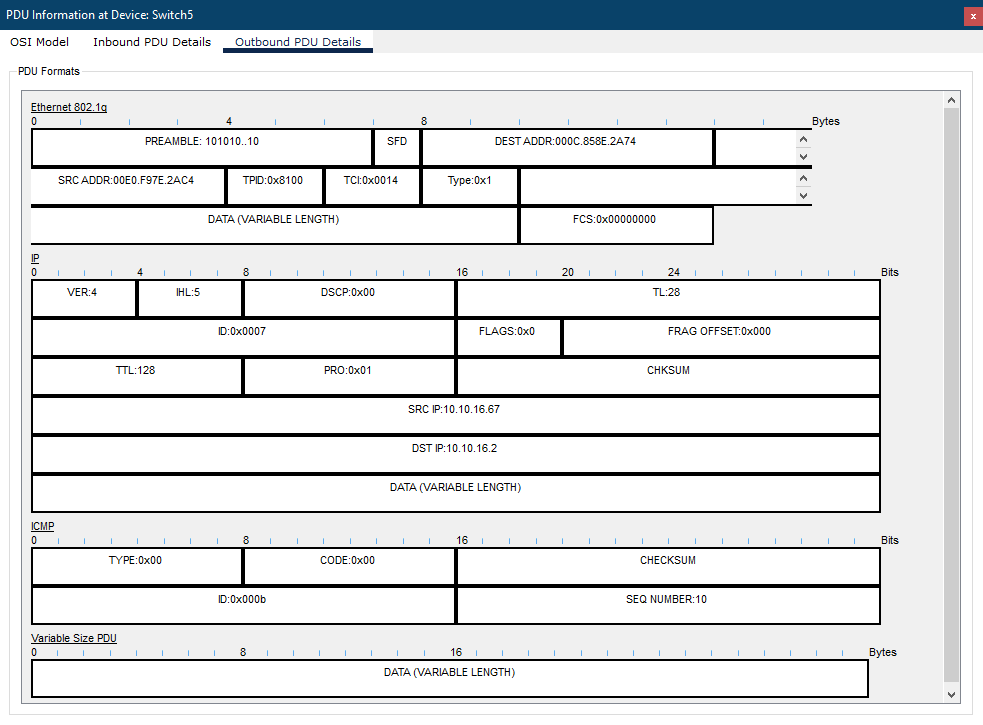 PDU Information at Device: Switch5
x
OSI Model Inbound PDU Details Outbound PDU Details
PDU Formats
Ethernet 802.1q
0 4 8 Bytes
PREAMBLE: 101010..10 SFD DEST ADDR:000C.858E.2A74
SRC ADDR:00E0.F97E.2AC4 TPID:0x8100 TCI:0x0014 Type:0x1
DATA (VARIABLE LENGTH) FCS:0x00000000
IP
0 4 8 16 20 24 Bits
VER:4 IHL:5 DSCP:0x00 TL:28
ID:0x0007 FLAGS:0x0 FRAG OFFSET:0x000
TTL:128 PRO:0x01 CHKSUM
SRC IP:10.10.16.67
DST IP:10.10.16.2
DATA (VARIABLE LENGTH)
ICMP
0 8 16 Bits
TYPE:0x00 CODE:0x00 CHECKSUM
ID:0x000b SEQ NUMBER:10
Variable Size PDU
0 8 16 Bytes
DATA (VARIABLE LENGTH)